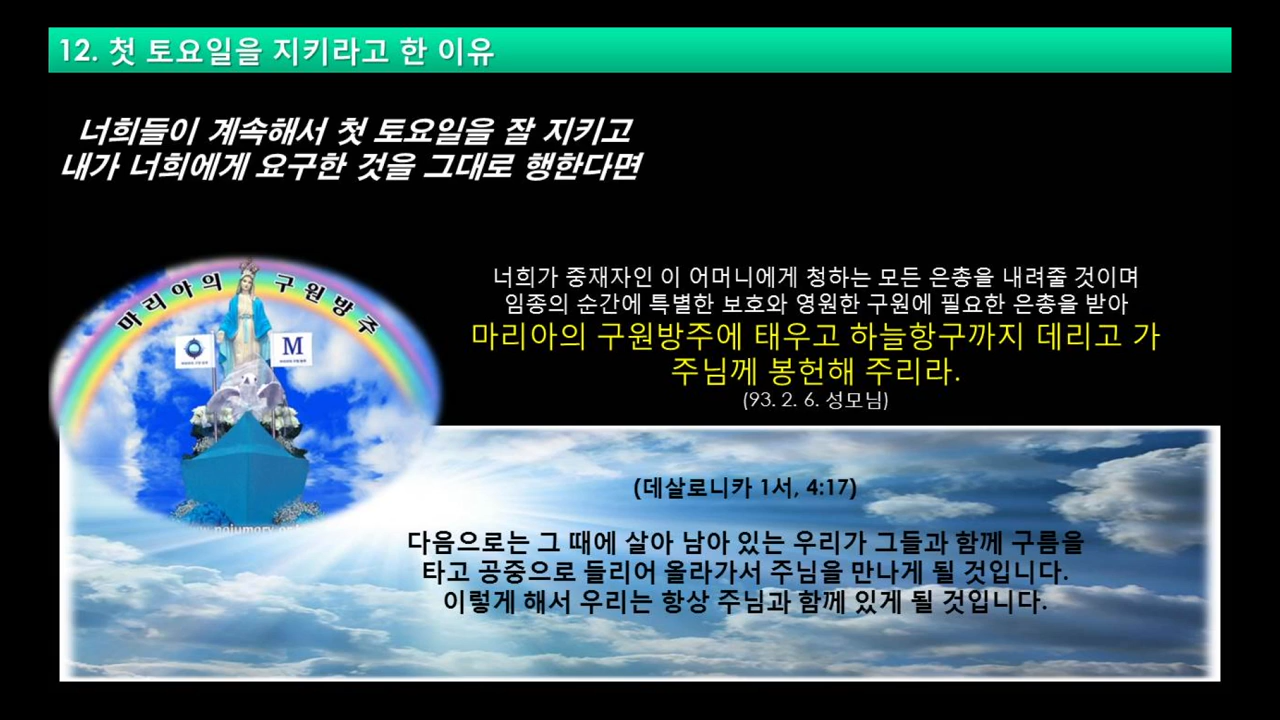 12. 첫 토요일을 지키라고 한 이유
너희들이 계속해서 첫 토요일을 잘 지키고
내가 너희에게 요구한 것을 그대로 행한다면
마리아의 구원방주
M
너희가 중재자인 이 어머니에게 청하는 모든 은총을 내려줄 것이며
임종의 순간에 특별한 보호와 영원한 구원에 필요한 은총을 받아
마리아의 구원방주에 태우고 하늘항구까지 데리고 가
주님께 봉헌해 주리라.
(93. 2. 6. 성모님)
(데살로니카 1서, 4:17)
다음으로는 그 때에 살아 남아 있는 우리가 그들과 함께 구름을
타고 공중으로 들리어 올라가서 주님을 만나게 될 것입니다.
이렇게 해서 우리는 항상 주님과 함께 있게 될 것입니다.